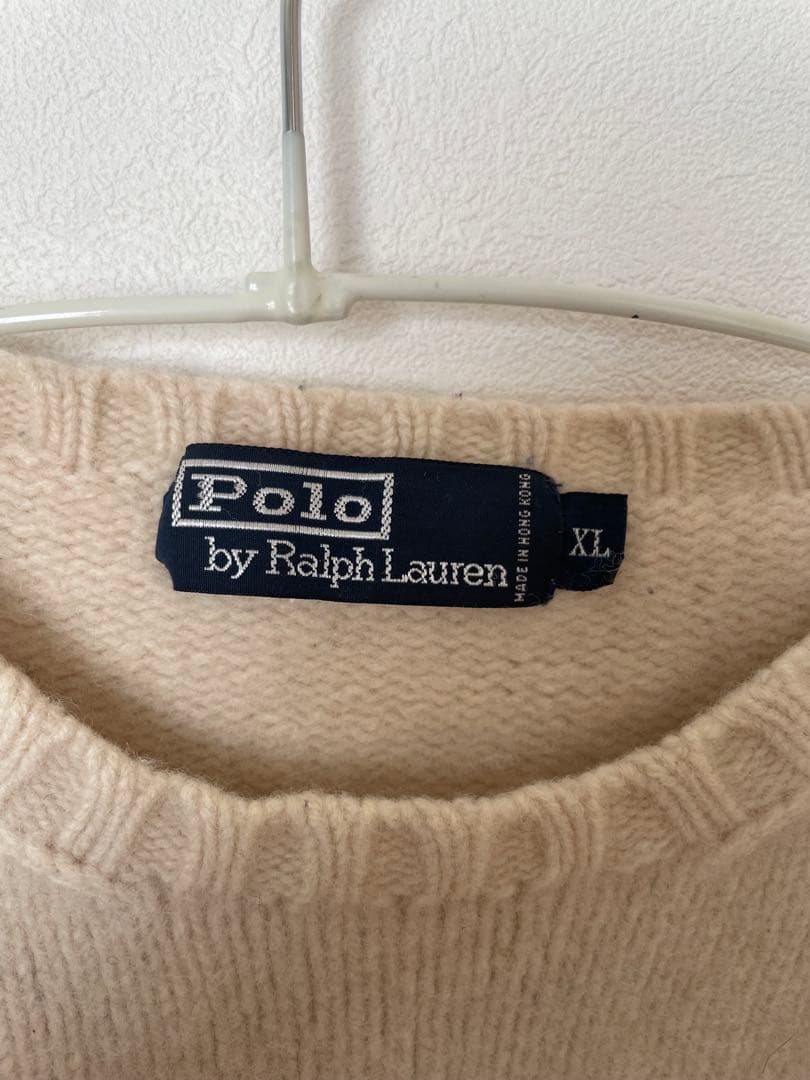 Polo
by Ralph Lauren
MADE IN HONG KONG
XL